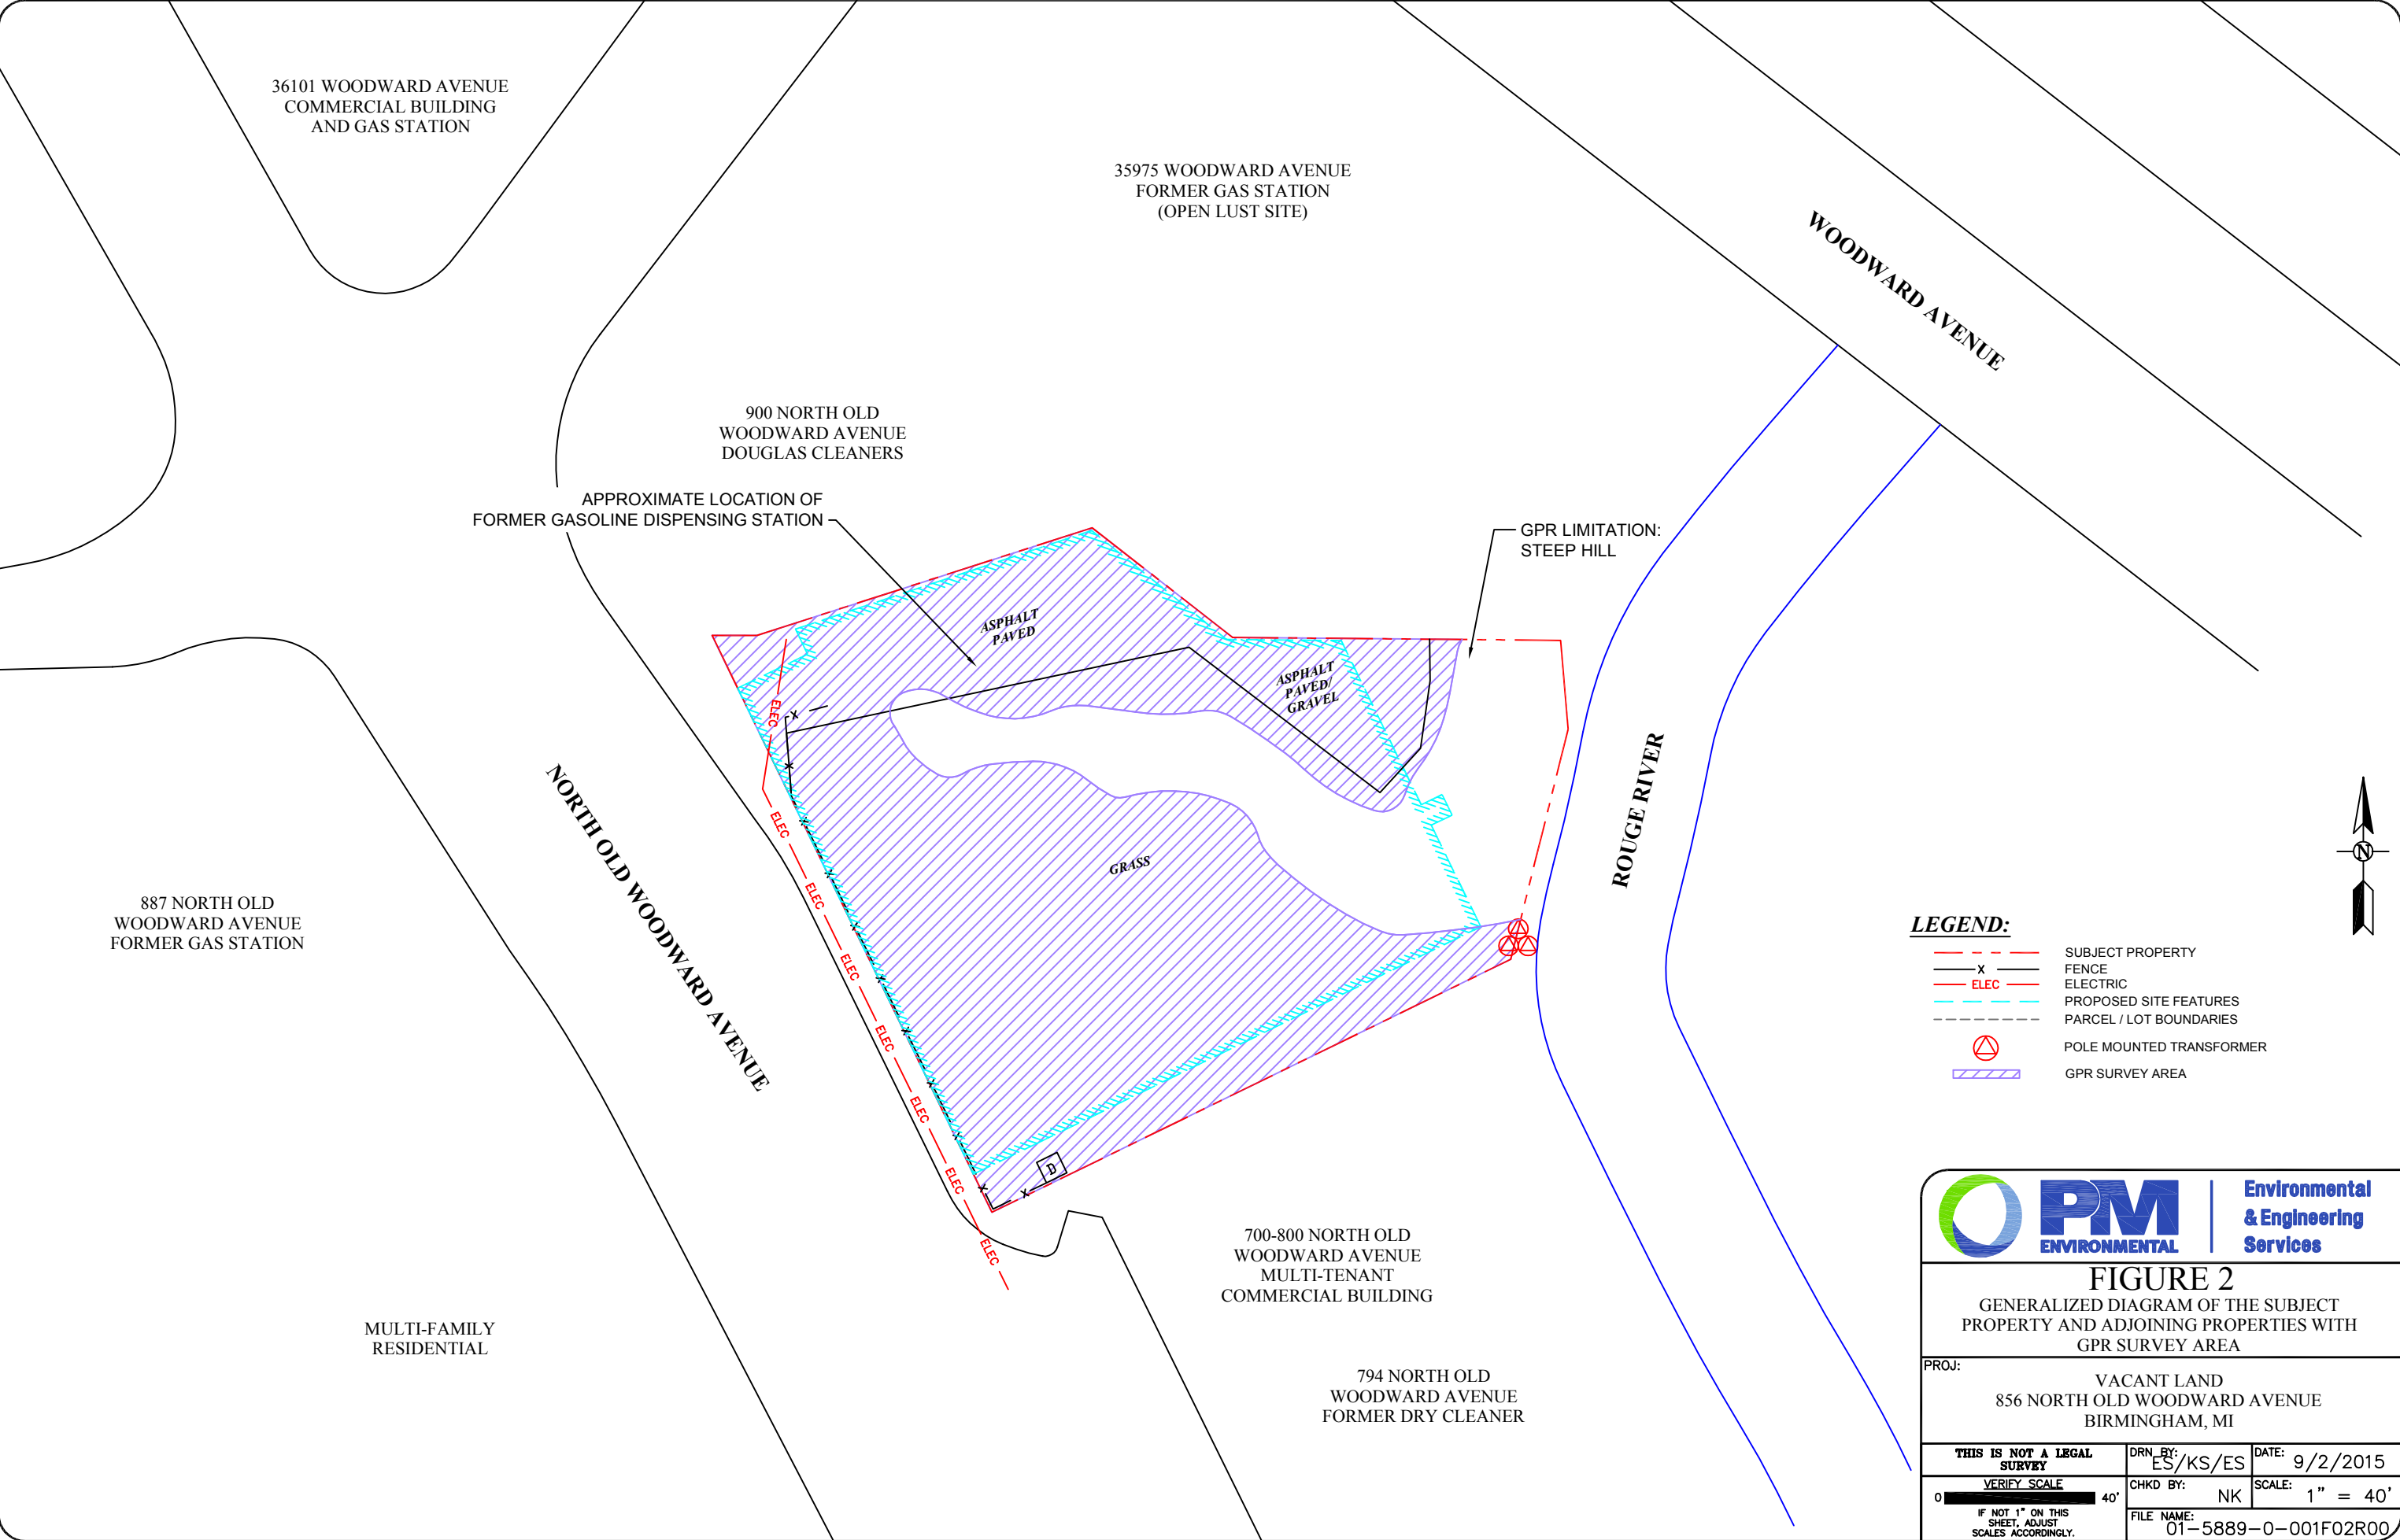 36101 WOODWARD AVENUE
COMMERCIAL BUILDING
AND GAS STATION
35975 WOODWARD AVENUE
FORMER GAS STATION
(OPEN LUST SITE)
WOODWARD AVENUE
900 NORTH OLD
WOODWARD AVENUE
DOUGLAS CLEANERS
APPROXIMATE LOCATION OF
FORMER GASOLINE DISPENSING STATION
GPR LIMITATION:
STEEP HILL
ASPHALT
PAVED
ASPHALT
PAVED/
GRAVEL
X
ELEC
X
ELEC
X
ELEC
X
GRASS
X
ELEC
X
ELEC
X
ELEC
X
X
ELEC
X
X
D
ELEC
NORTH OLD WOODWARD AVENUE
ROUGE RIVER
887 NORTH OLD
WOODWARD AVENUE
FORMER GAS STATION
MULTI-FAMILY
RESIDENTIAL
700-800 NORTH OLD
WOODWARD AVENUE
MULTI-TENANT
COMMERCIAL BUILDING
794 NORTH OLD
WOODWARD AVENUE
FORMER DRY CLEANER
N
LEGEND:
SUBJECT PROPERTY
X FENCE
ELEC ELECTRIC
PROPOSED SITE FEATURES
PARCEL / LOT BOUNDARIES
POLE MOUNTED TRANSFORMER
GPR SURVEY AREA
PM
ENVIRONMENTAL
Environmental
& Engineering
Services
FIGURE 2
GENERALIZED DIAGRAM OF THE SUBJECT
PROPERTY AND ADJOINING PROPERTIES WITH
GPR SURVEY AREA
PROJ:
VACANT LAND
856 NORTH OLD WOODWARD AVENUE
BIRMINGHAM, MI
THIS IS NOT A LEGAL
SURVEY
VERIFY SCALE
0 40'
IF NOT 1" ON THIS
SHEET, ADJUST
SCALES ACCORDINGLY.
DRN BY:
ES/KS/ES
DATE: 9/2/2015
CHKD BY:
NK
SCALE:
1" = 40'
FILE NAME:
01-5889-0-001F02R00